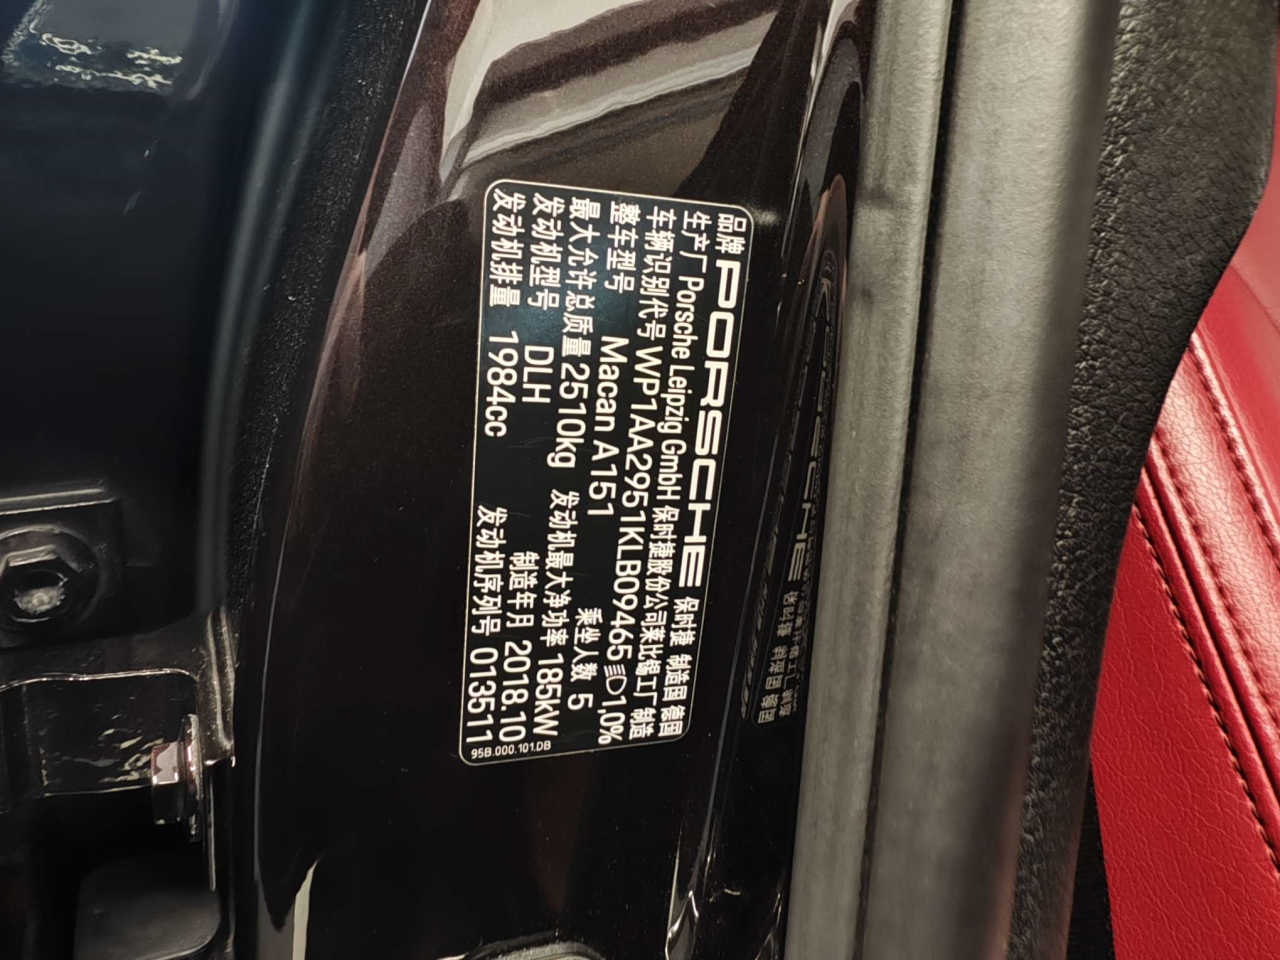 品牌 PORSCHE 保时捷 制造国 德国
生产厂 Porsche Leipzig GmbH 保时捷股份公司莱比锡工厂 制造
车辆识别代号 WP1AA2951KLB09465 1,0%
整车型号 Macan A151 乘坐人数 5
最大允许总质量 2510kg 发动机最大净功率 185kW
发动机型号 DLH 制造年月 2018.10
发动机排量 1984cc 发动机序列号 013511
95B.000.101.DB